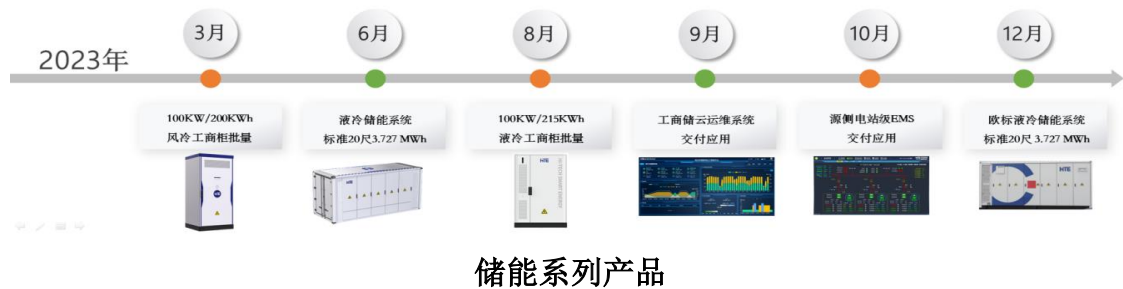 2023年
3月
6月
8月
9月
10月
12月
100KW/200KWh
风冷工商柜批量
液冷储能系统
标准20尺3.727 MWh
100KW/215KWh
液冷工商柜批量
工商储云运维系统
交付应用
源侧电站级EMS
交付应用
欧标液冷储能系统
标准20尺 3.727 MWh
储能系列产品